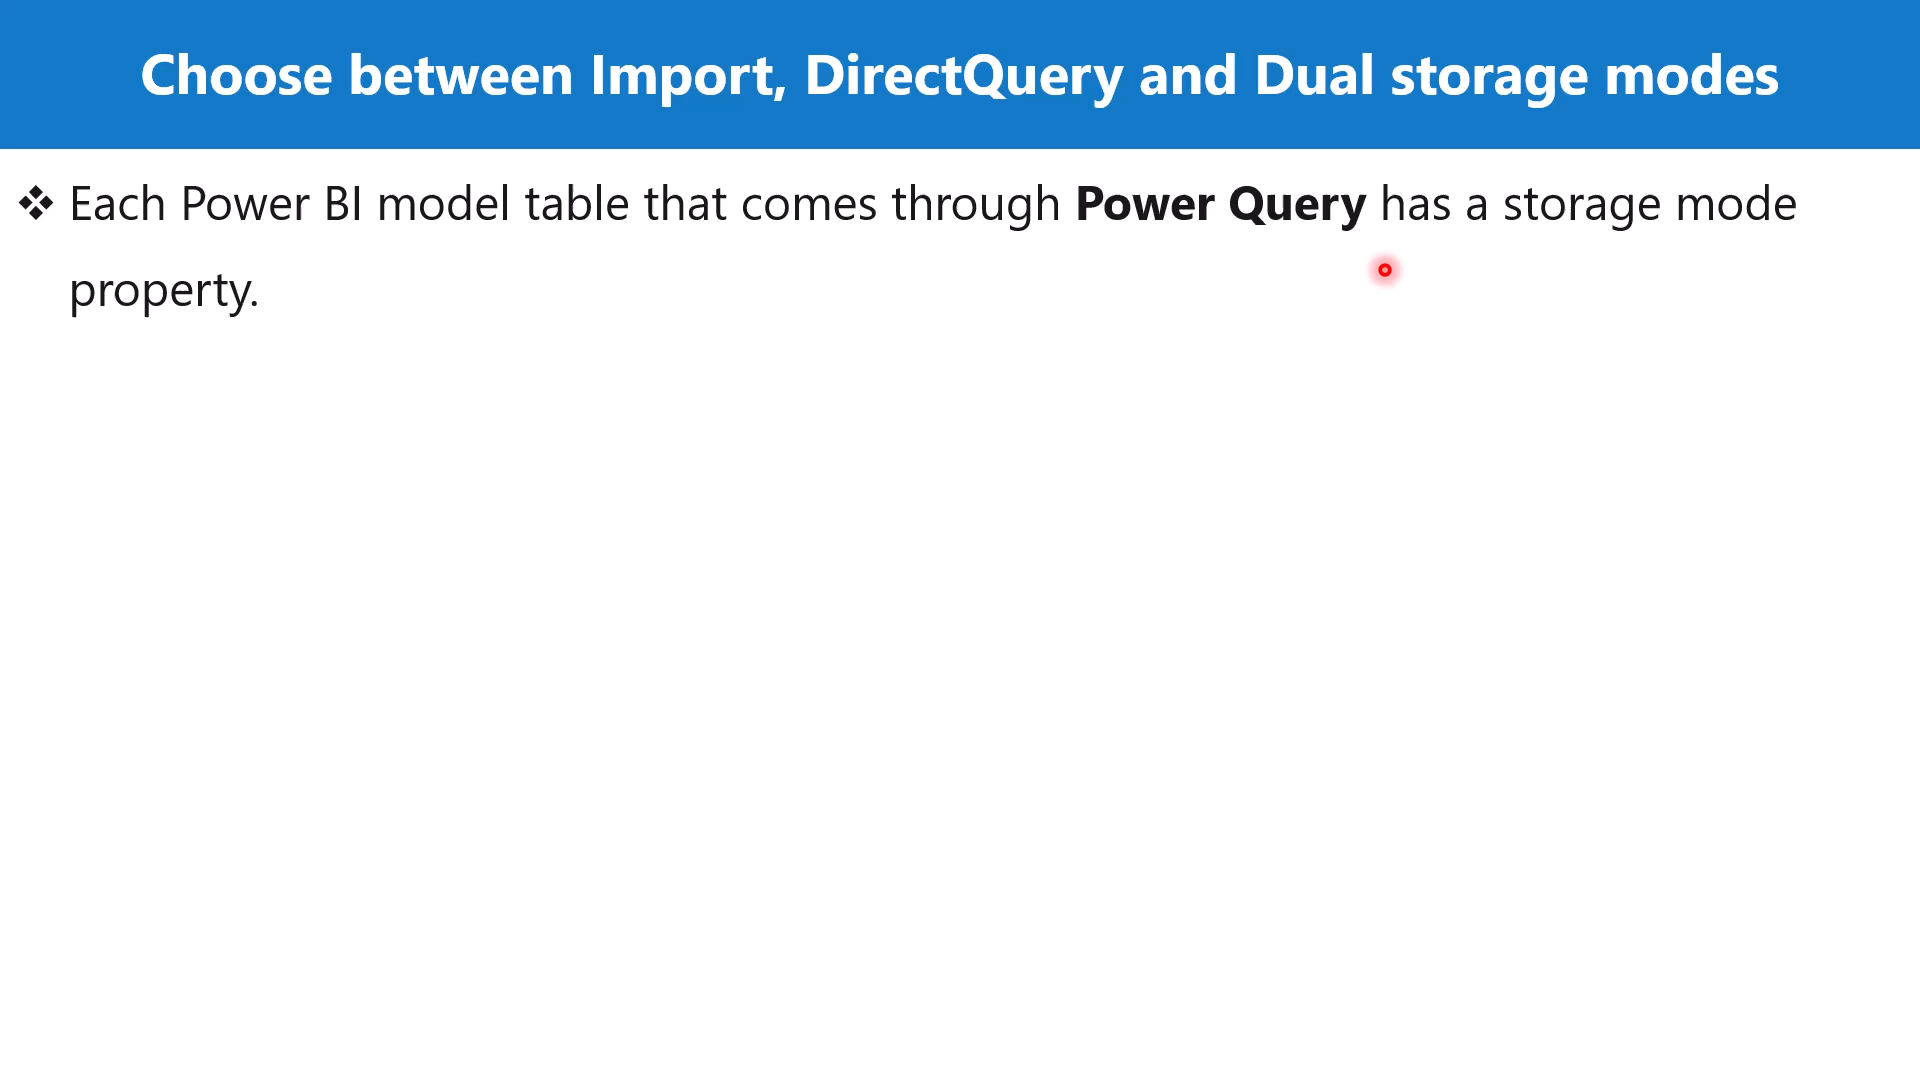 Choose between Import, DirectQuery and Dual storage modes
❖ Each Power BI model table that comes through Power Query has a storage mode
property.